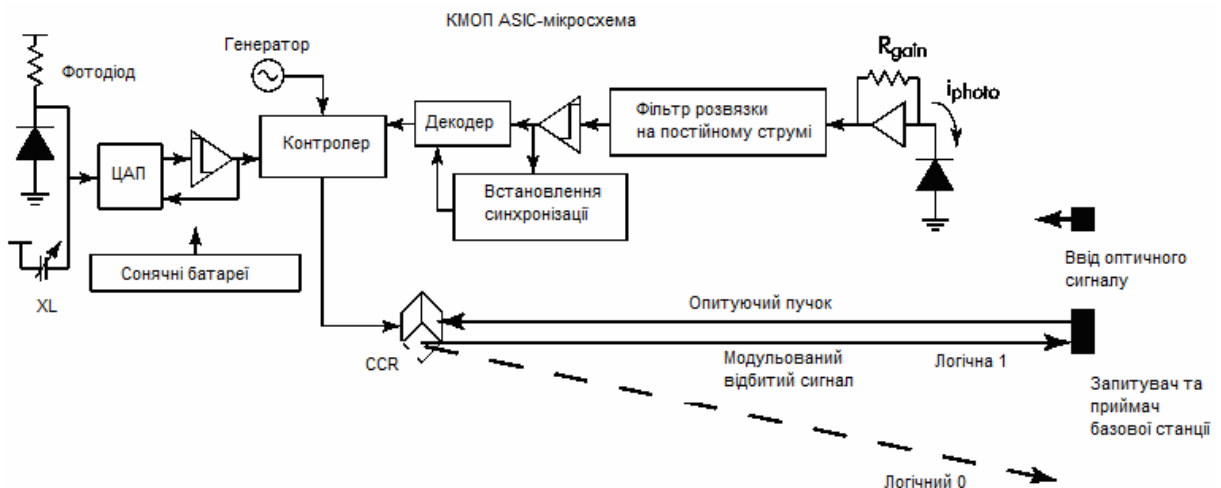 КМОП ASIC-мікросхема
Генератор
Фотодіод
Rgain
iphoto
Фільтр розвязки
на постійному струмі
Декодер
Контролер
ЦАП
Встановлення
синхронізації
Сонячні батареї
XL
Ввід оптичного
сигналу
Опитуючий пучок
CCR
Модульований
відбитий сигнал
Логічна 1
Запитувач та
приймач
базової станції
Логічний 0